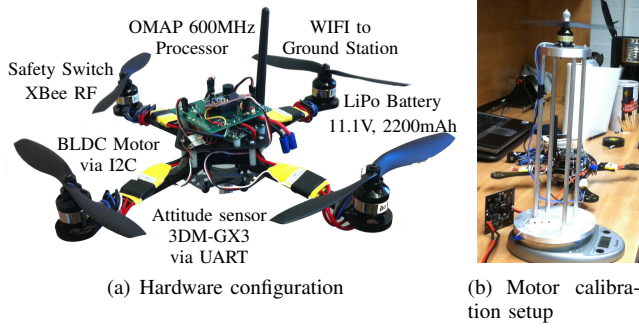 OMAP 600MHz
Processor
WIFI to
Ground Station
Safety Switch
XBee RF
LiPo Battery
11.1V, 2200mAh
BLDC Motor
via I2C
Attitude sensor
3DM-GX3
via UART
(a) Hardware configuration
(b) Motor calibra-
tion setup